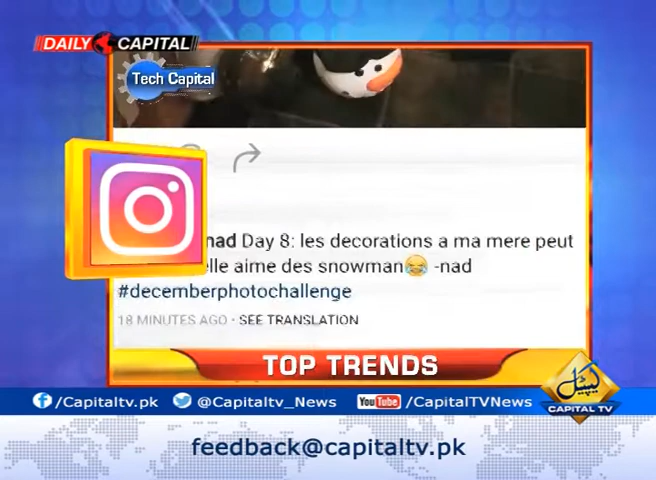 DAILY CAPITAL
Tech Capital
nad Day 8: les decorations a ma mere peut
elle aime des snowman😂 -nad
#decemberphotochallenge
18 MINUTES AGO · SEE TRANSLATION
TOP TRENDS
کیپیٹل
CAPITAL TV
/Capitaltv.pk
@Capitaltv_News
YouTube /CapitalTVNews
feedback@capitaltv.pk